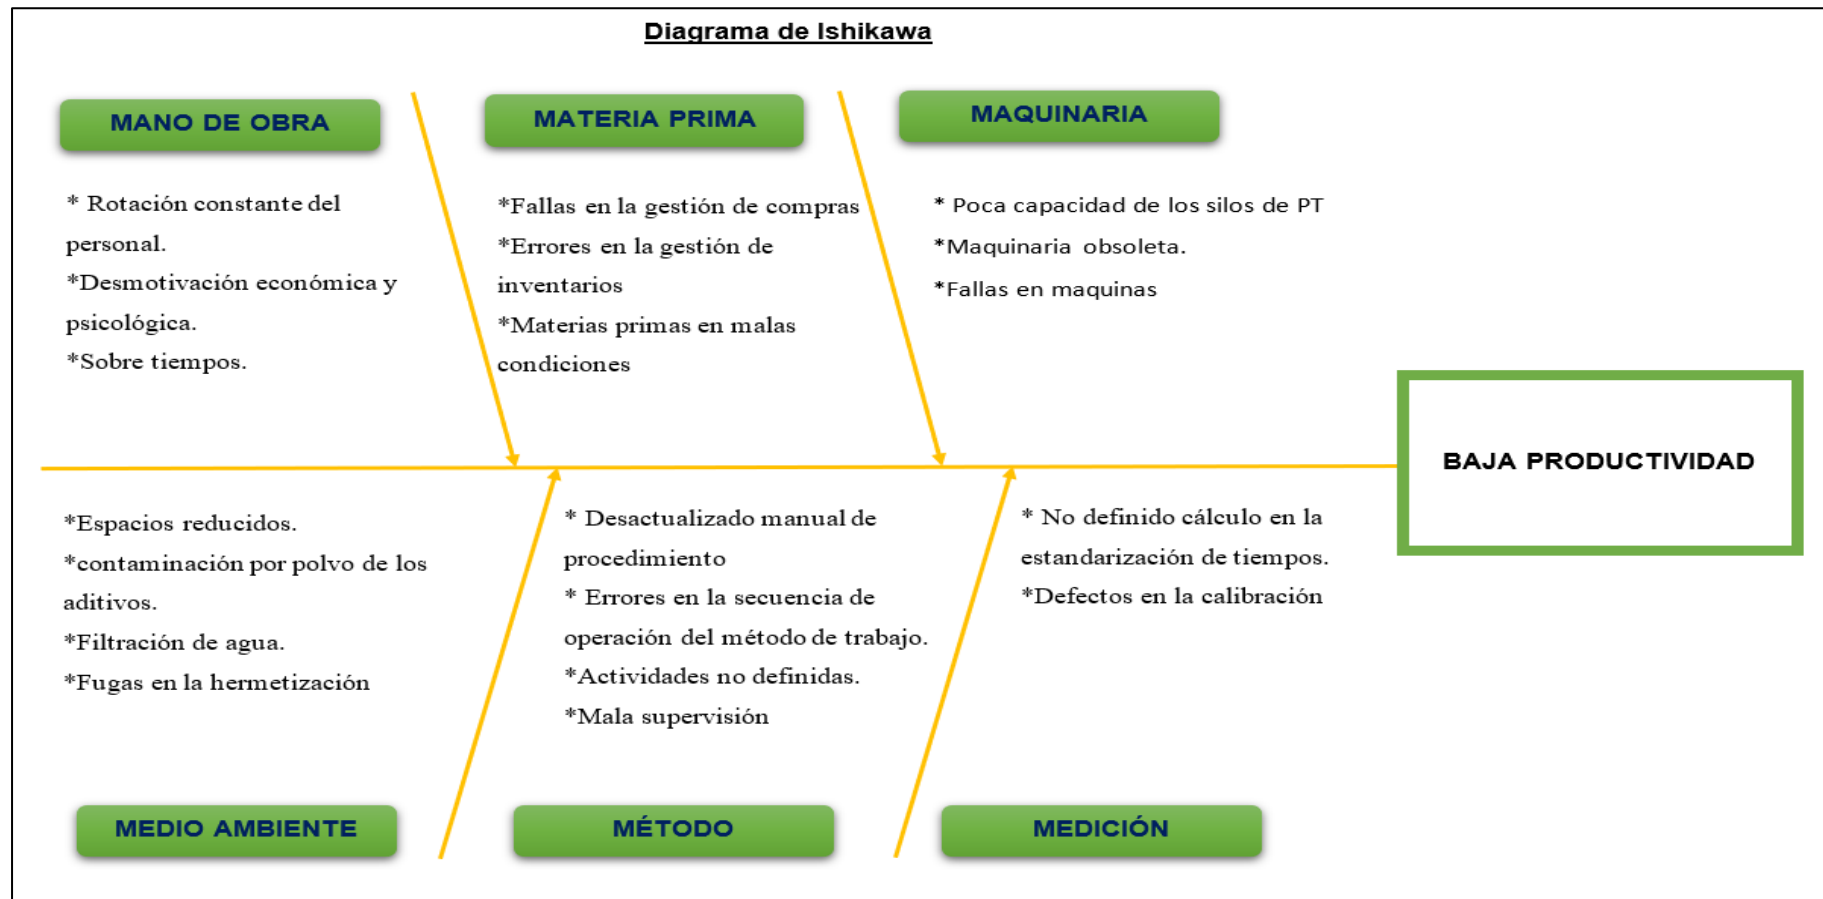 Diagrama de Ishikawa
MANO DE OBRA
* Rotación constante del
personal.
*Desmotivación económica y
psicológica.
*Sobre tiempos.
MATERIA PRIMA
*Fallas en la gestión de compras
*Errores en la gestión de
inventarios
*Materias primas en malas
condiciones
MAQUINARIA
* Poca capacidad de los silos de PT
*Maquinaria obsoleta.
*Fallas en maquinas
BAJA PRODUCTIVIDAD
*Espacios reducidos.
*contaminación por polvo de los
aditivos.
*Filtración de agua.
*Fugas en la hermetización
MEDIO AMBIENTE
* Desactualizado manual de
procedimiento
* Errores en la secuencia de
operación del método de trabajo.
*Actividades no definidas.
*Mala supervisión
MÉTODO
* No definido cálculo en la
estandarización de tiempos.
*Defectos en la calibración
MEDICIÓN